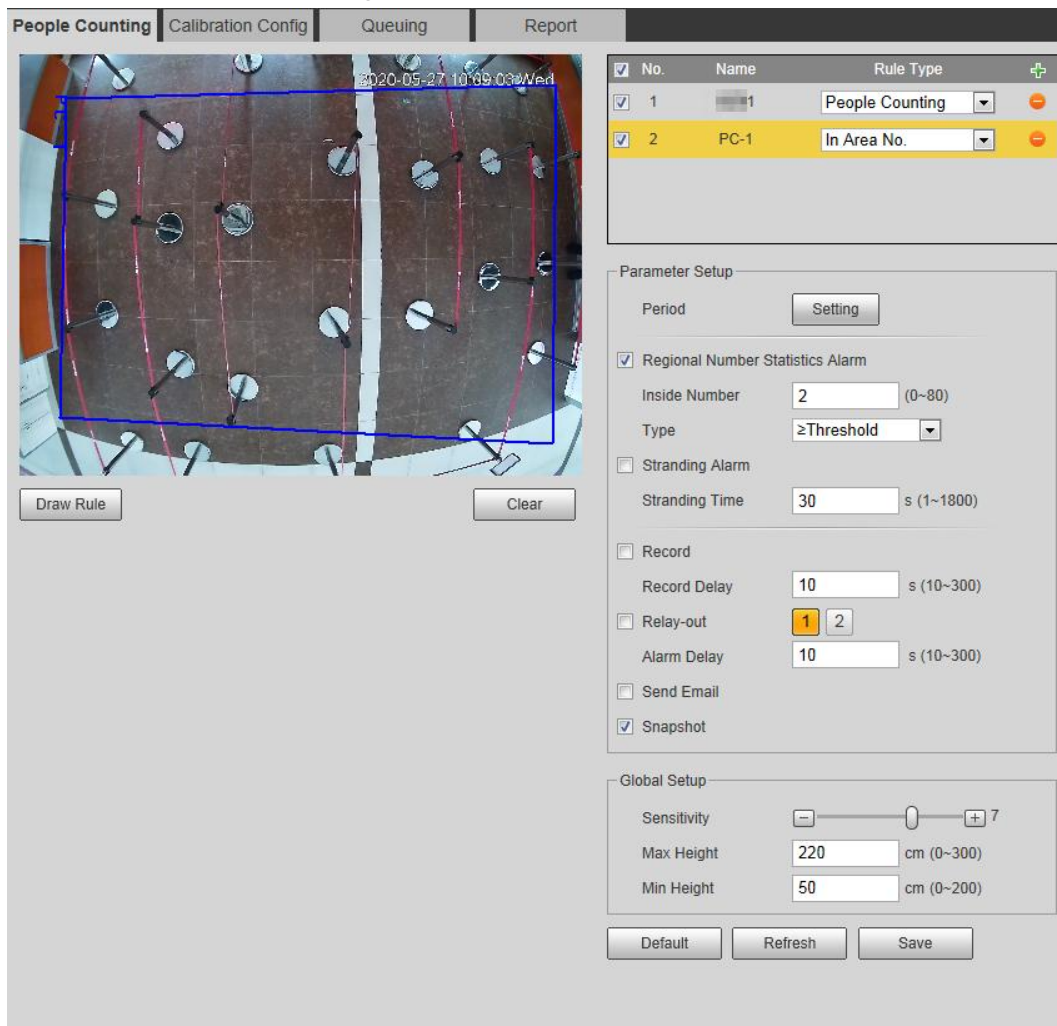 People Counting Calibration Config Queuing Report
2020-05-27 10:09:03 Wed
No. Name Rule Type
1 1 People Counting
2 PC-1 In Area No.
Parameter Setup
Period Setting
Regional Number Statistics Alarm
Inside Number 2 (0~80)
Type ≥Threshold
Stranding Alarm
Stranding Time 30 s (1~1800)
Draw Rule Clear
Record
Record Delay 10 s (10~300)
Relay-out 1 2
Alarm Delay 10 s (10~300)
Send Email
Snapshot
Global Setup
Sensitivity 7
Max Height 220 cm (0~300)
Min Height 50 cm (0~200)
Default Refresh Save